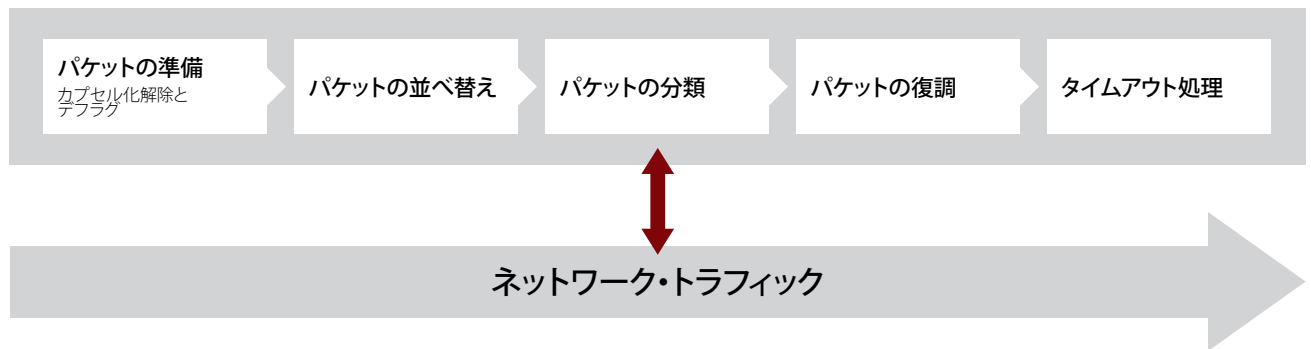 パケットの準備
カプセル化解除と
デフラグ
パケットの並べ替え
パケットの分類
パケットの復調
タイムアウト処理
ネットワーク・トラフィック